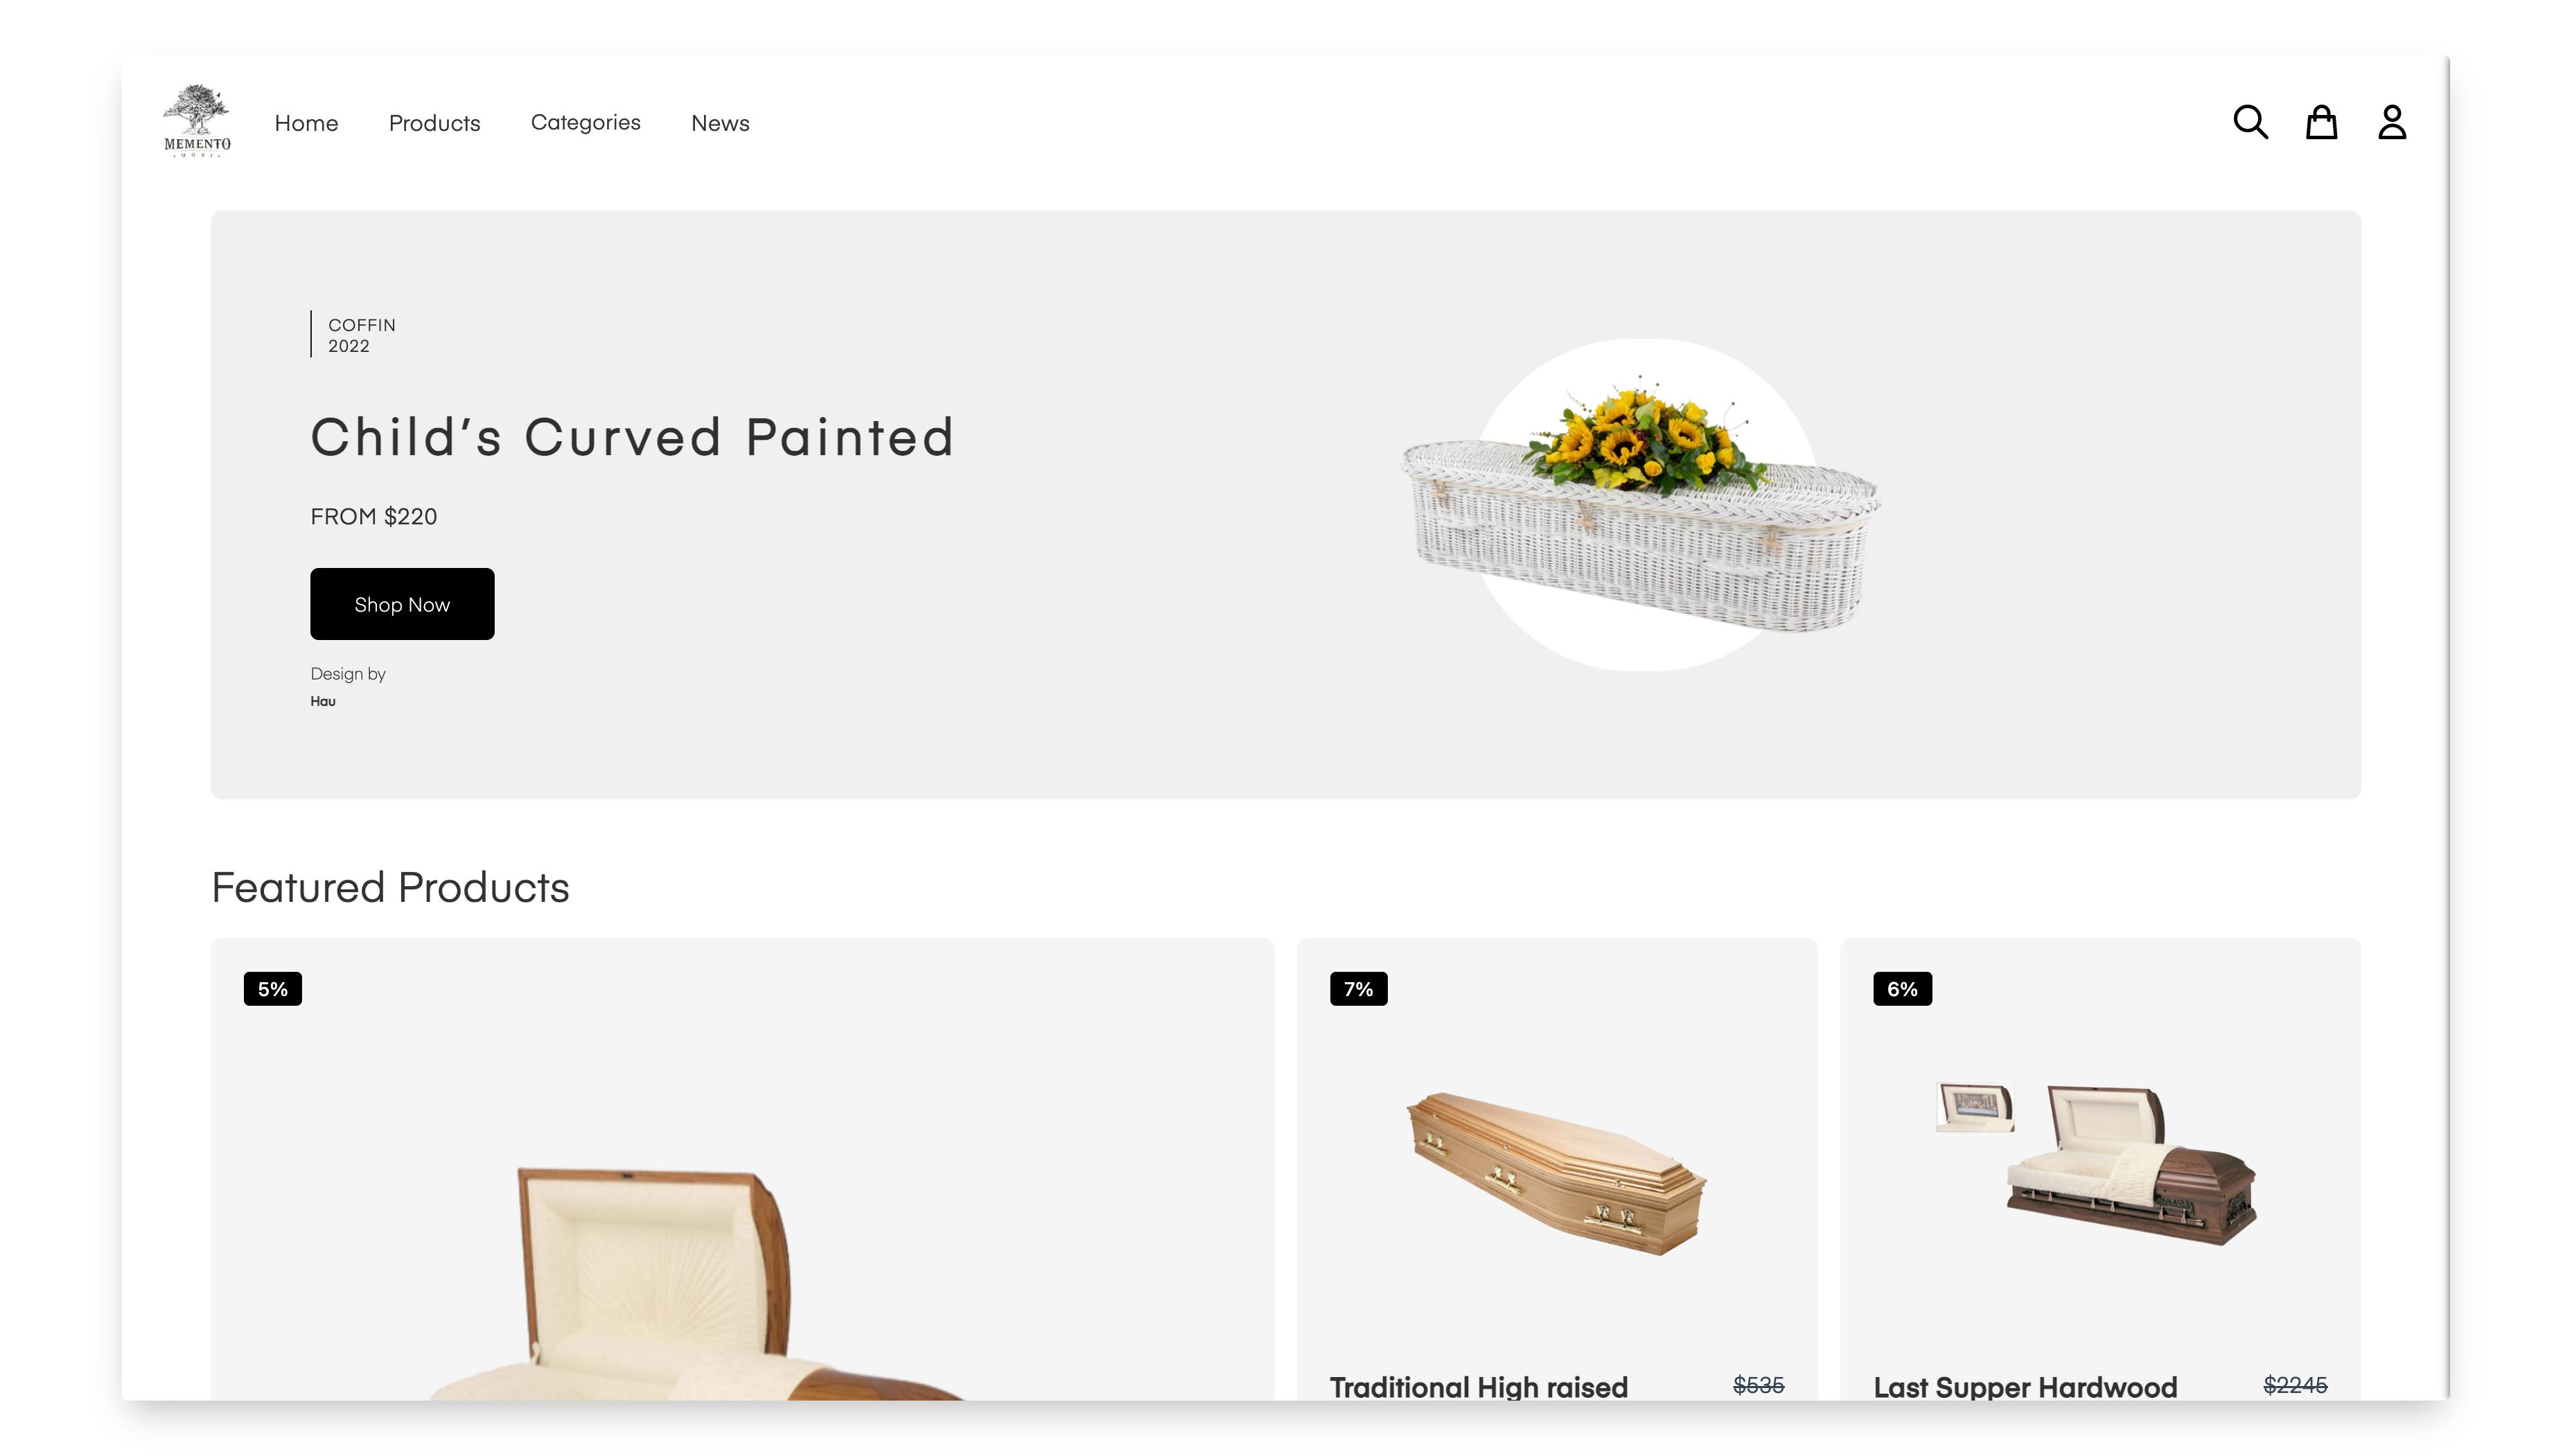 MEMENTO
MORI
Home
Products
Categories
News
COFFIN
2022
Child's Curved Painted
FROM $220
Shop Now
Design by
Hau
Featured Products
5%
7%
6%
Traditional High raised
$535
Last Supper Hardwood
$2245